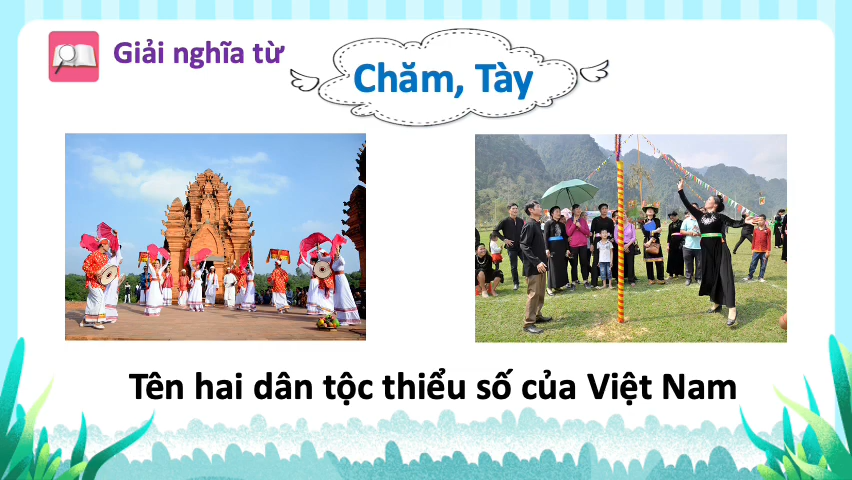 Giải nghĩa từ
Chăm, Tày
Tên hai dân tộc thiểu số của Việt Nam